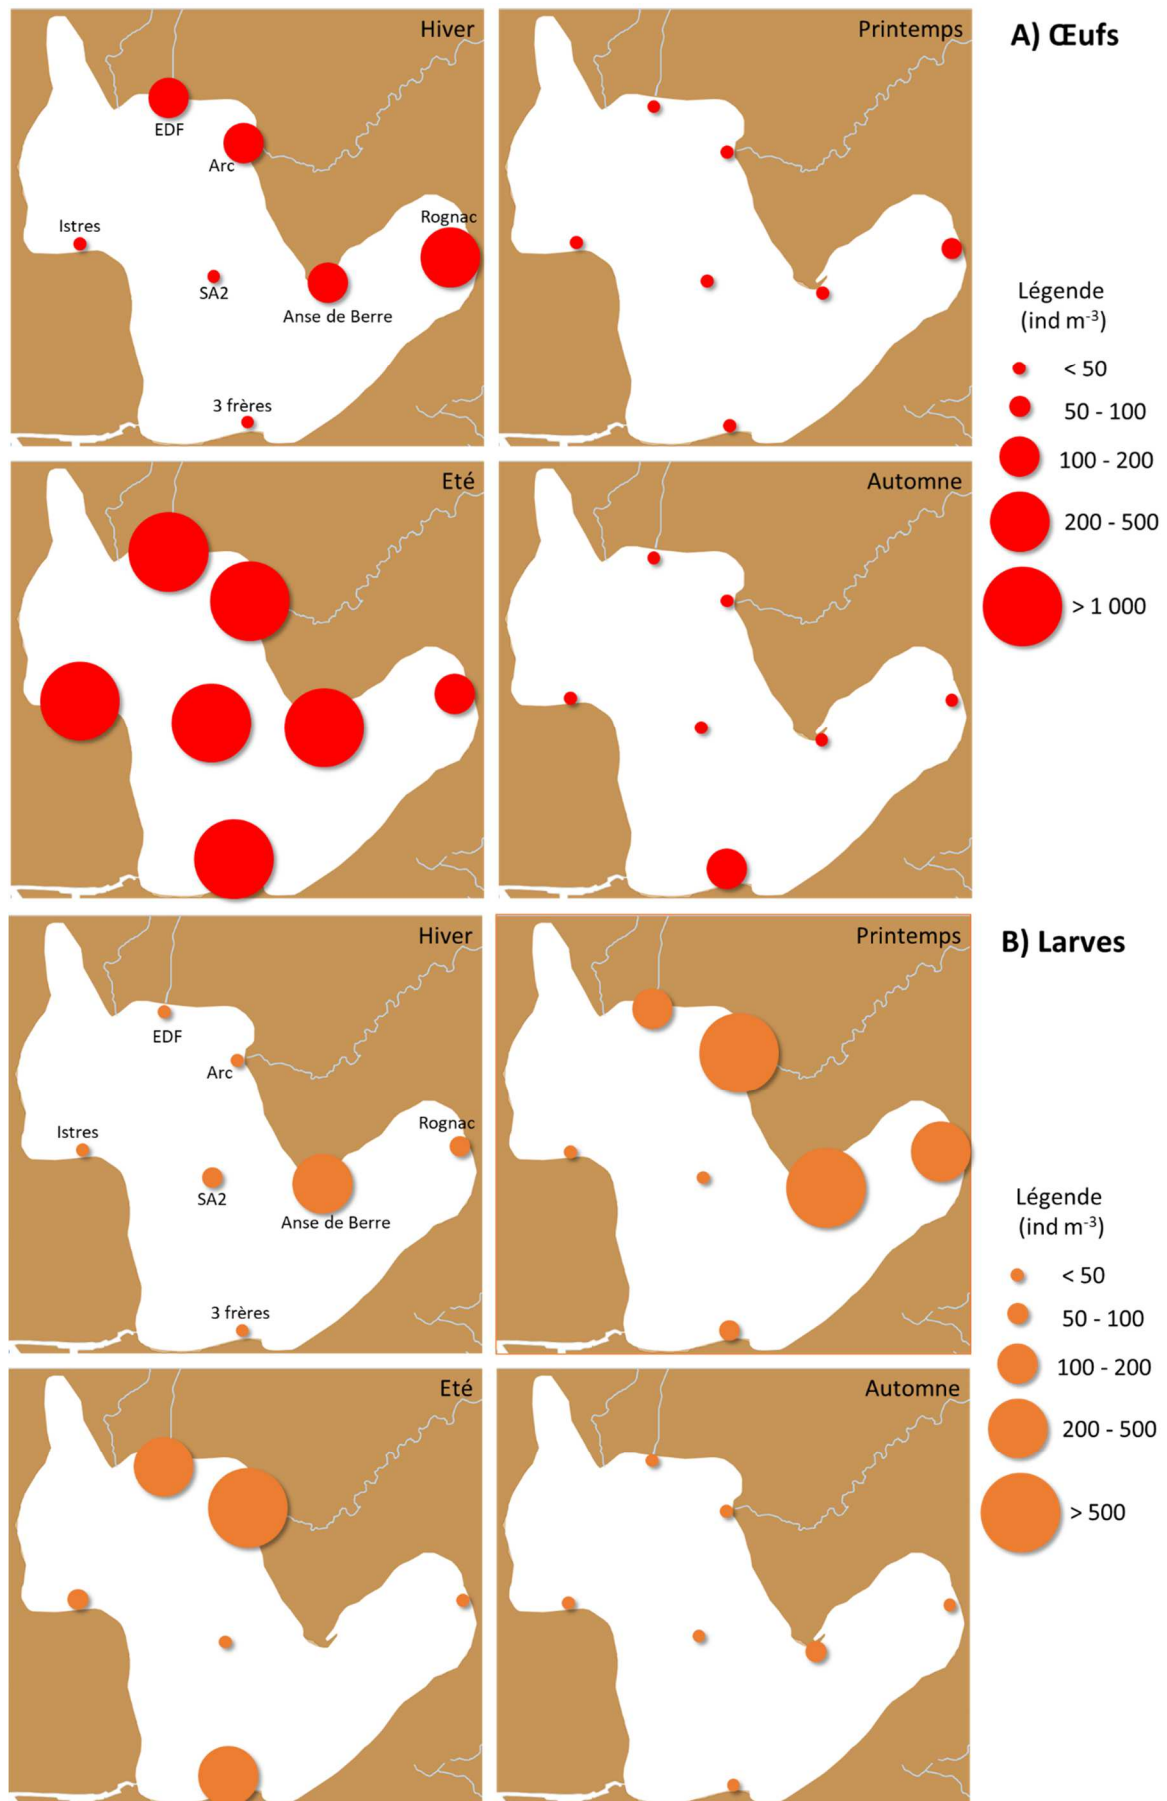 Hiver
EDF
Arc
Istres
Rognac
SA2
Anse de Berre
3 frères
Printemps
A) Œufs
Légende
(ind m⁻³)
< 50
50 - 100
100 - 200
200 - 500
> 1 000
Eté
Automne
Hiver
EDF
Arc
Istres
Rognac
SA2
Anse de Berre
3 frères
Printemps
B) Larves
Légende
(ind m⁻³)
< 50
50 - 100
100 - 200
200 - 500
> 500
Eté
Automne